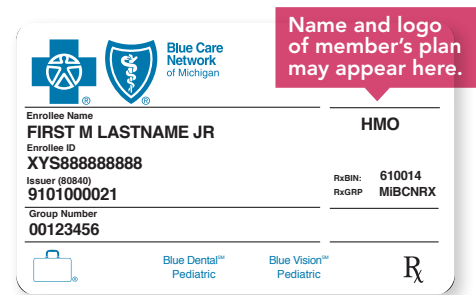 Name and logo
of member's plan
may appear here.
Blue Care
Network
of Michigan
® ®
Enrollee Name
FIRST M LASTNAME JR
Enrollee ID
XYS888888888
Issuer (80840)
9101000021
Group Number
00123456
HMO
RxBIN: 610014
RxGRP MiBCNRX
®
Blue Dental℠
Pediatric
Blue Vision℠
Pediatric
℞